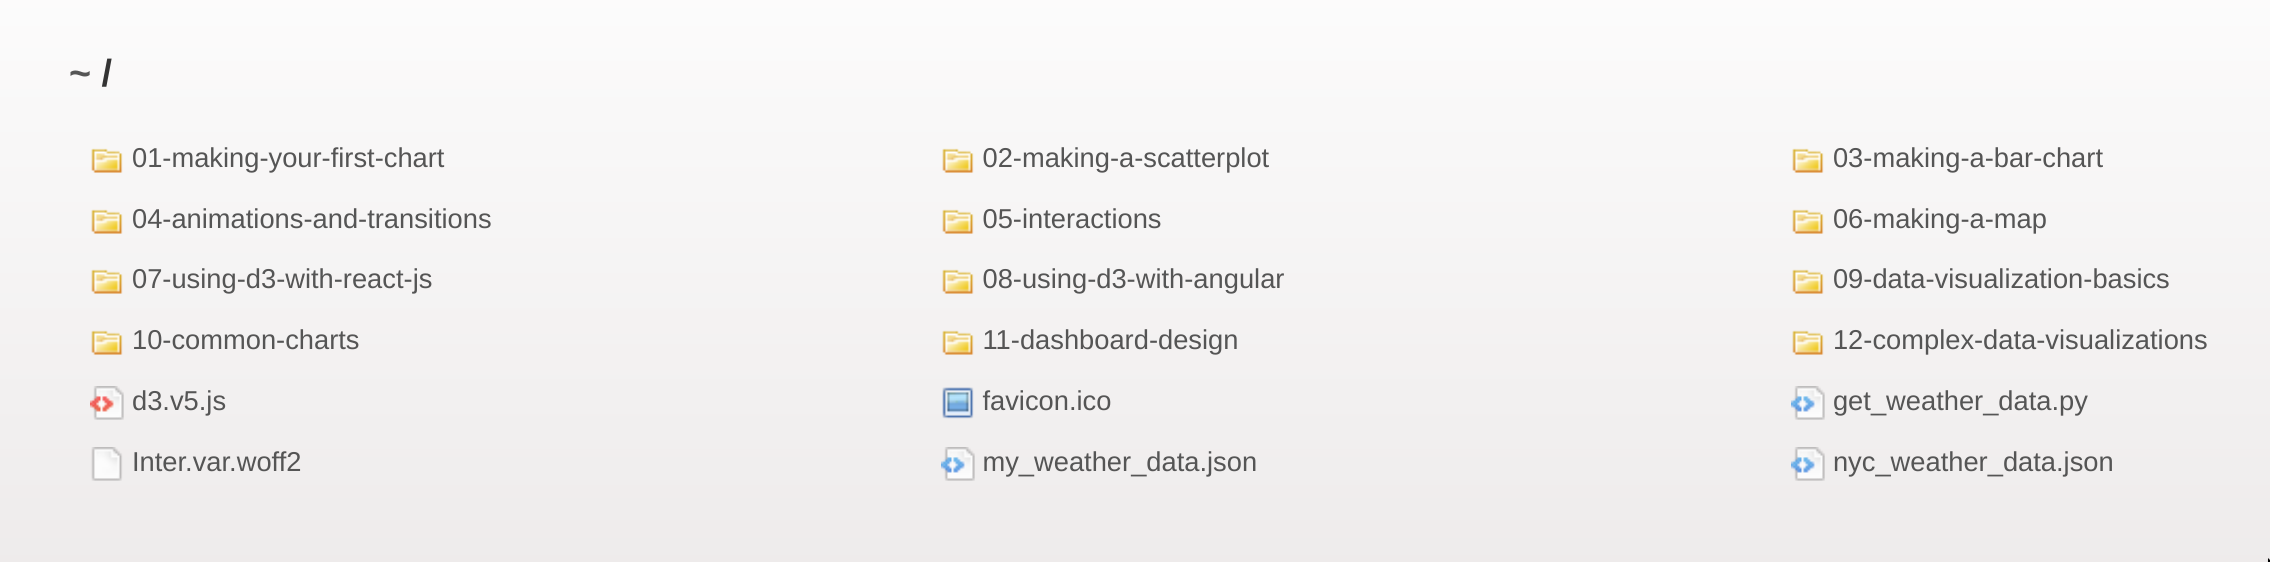 ~ /
01-making-your-first-chart
02-making-a-scatterplot
03-making-a-bar-chart
04-animations-and-transitions
05-interactions
06-making-a-map
07-using-d3-with-react-js
08-using-d3-with-angular
09-data-visualization-basics
10-common-charts
11-dashboard-design
12-complex-data-visualizations
d3.v5.js
favicon.ico
get_weather_data.py
Inter.var.woff2
my_weather_data.json
nyc_weather_data.json